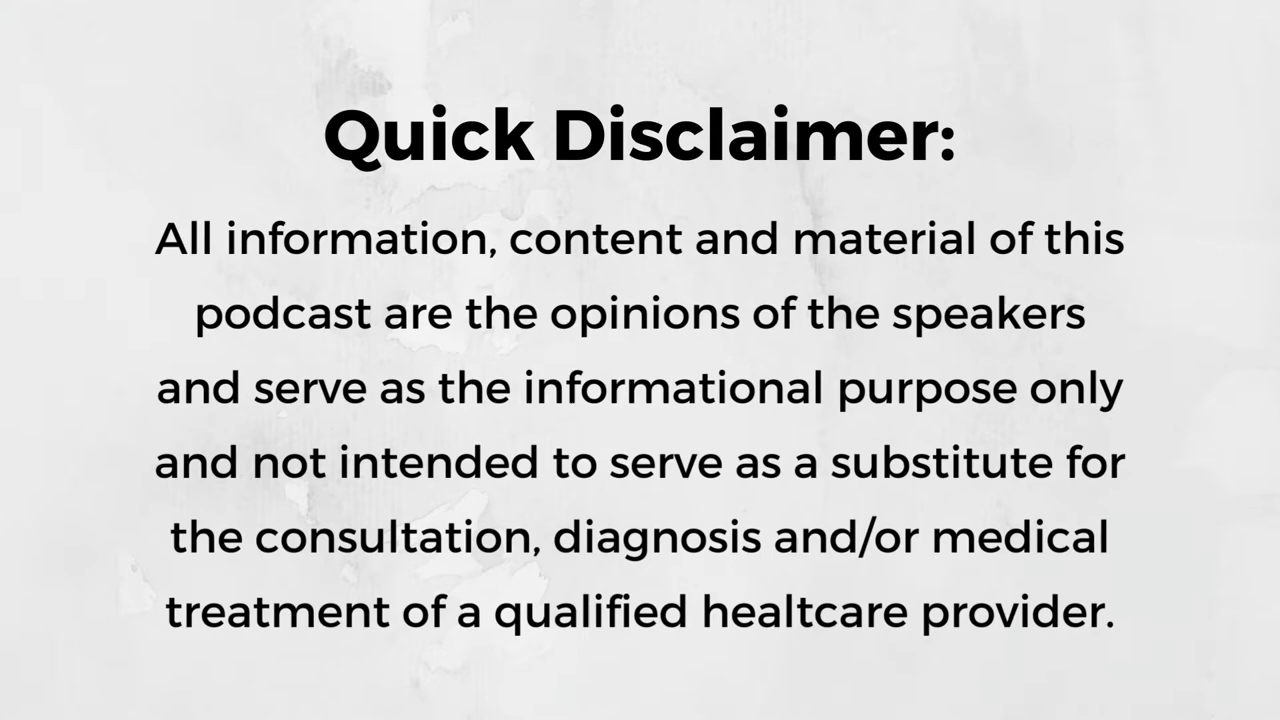 Quick Disclaimer:
All information, content and material of this
podcast are the opinions of the speakers
and serve as the informational purpose only
and not intended to serve as a substitute for
the consultation, diagnosis and/or medical
treatment of a qualified healtcare provider.